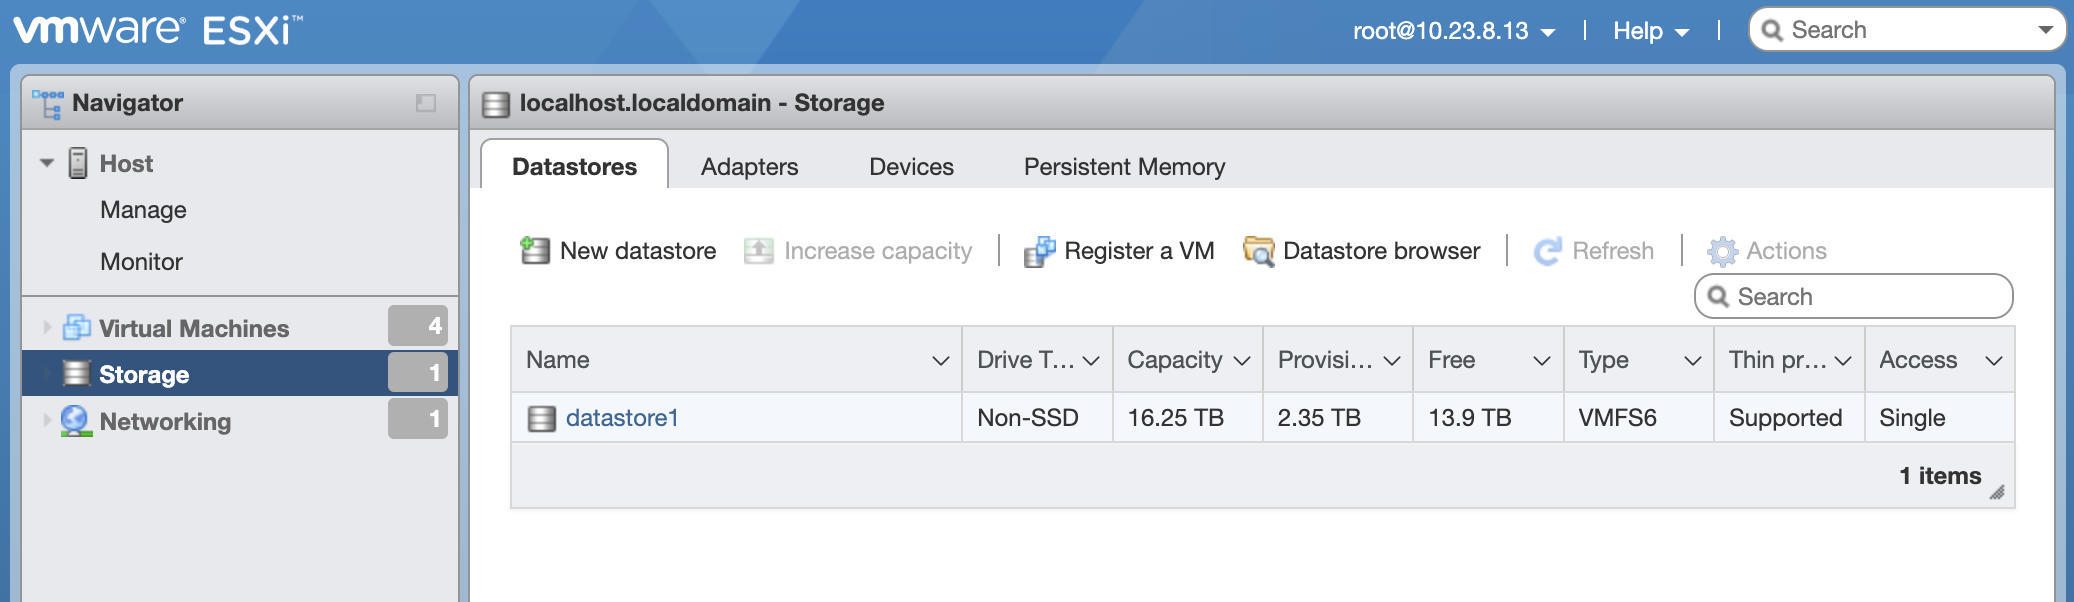 vmware® ESXi™
root@10.23.8.13 | Help | Search
Navigator
Host
Manage
Monitor
Virtual Machines 4
Storage 1
Networking 1
localhost.localdomain - Storage
Datastores Adapters Devices Persistent Memory
New datastore Increase capacity | Register a VM Datastore browser | Refresh | Actions
Search
Name Drive T... Capacity Provisi... Free Type Thin pr... Access
datastore1 Non-SSD 16.25 TB 2.35 TB 13.9 TB VMFS6 Supported Single
1 items